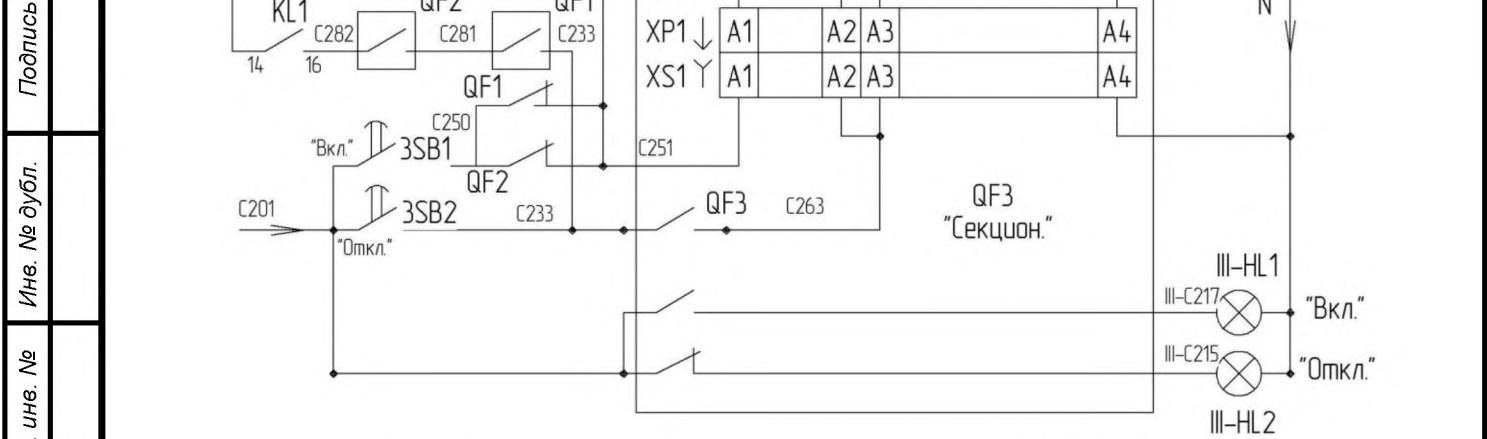 Подпись
Инв. № дубл.
инв. №
KL1
QF2
QF1
C282
C281
C233
14
16
XP1
A1
A2
A3
A4
XS1
A1
A2
A3
A4
N
QF1
C250
"Вкл."
3SB1
QF2
C251
C201
3SB2
C233
"Откл."
QF3
C263
QF3
"Секцион."
III-HL1
III-C217
"Вкл."
III-C215
"Откл."
III-HL2